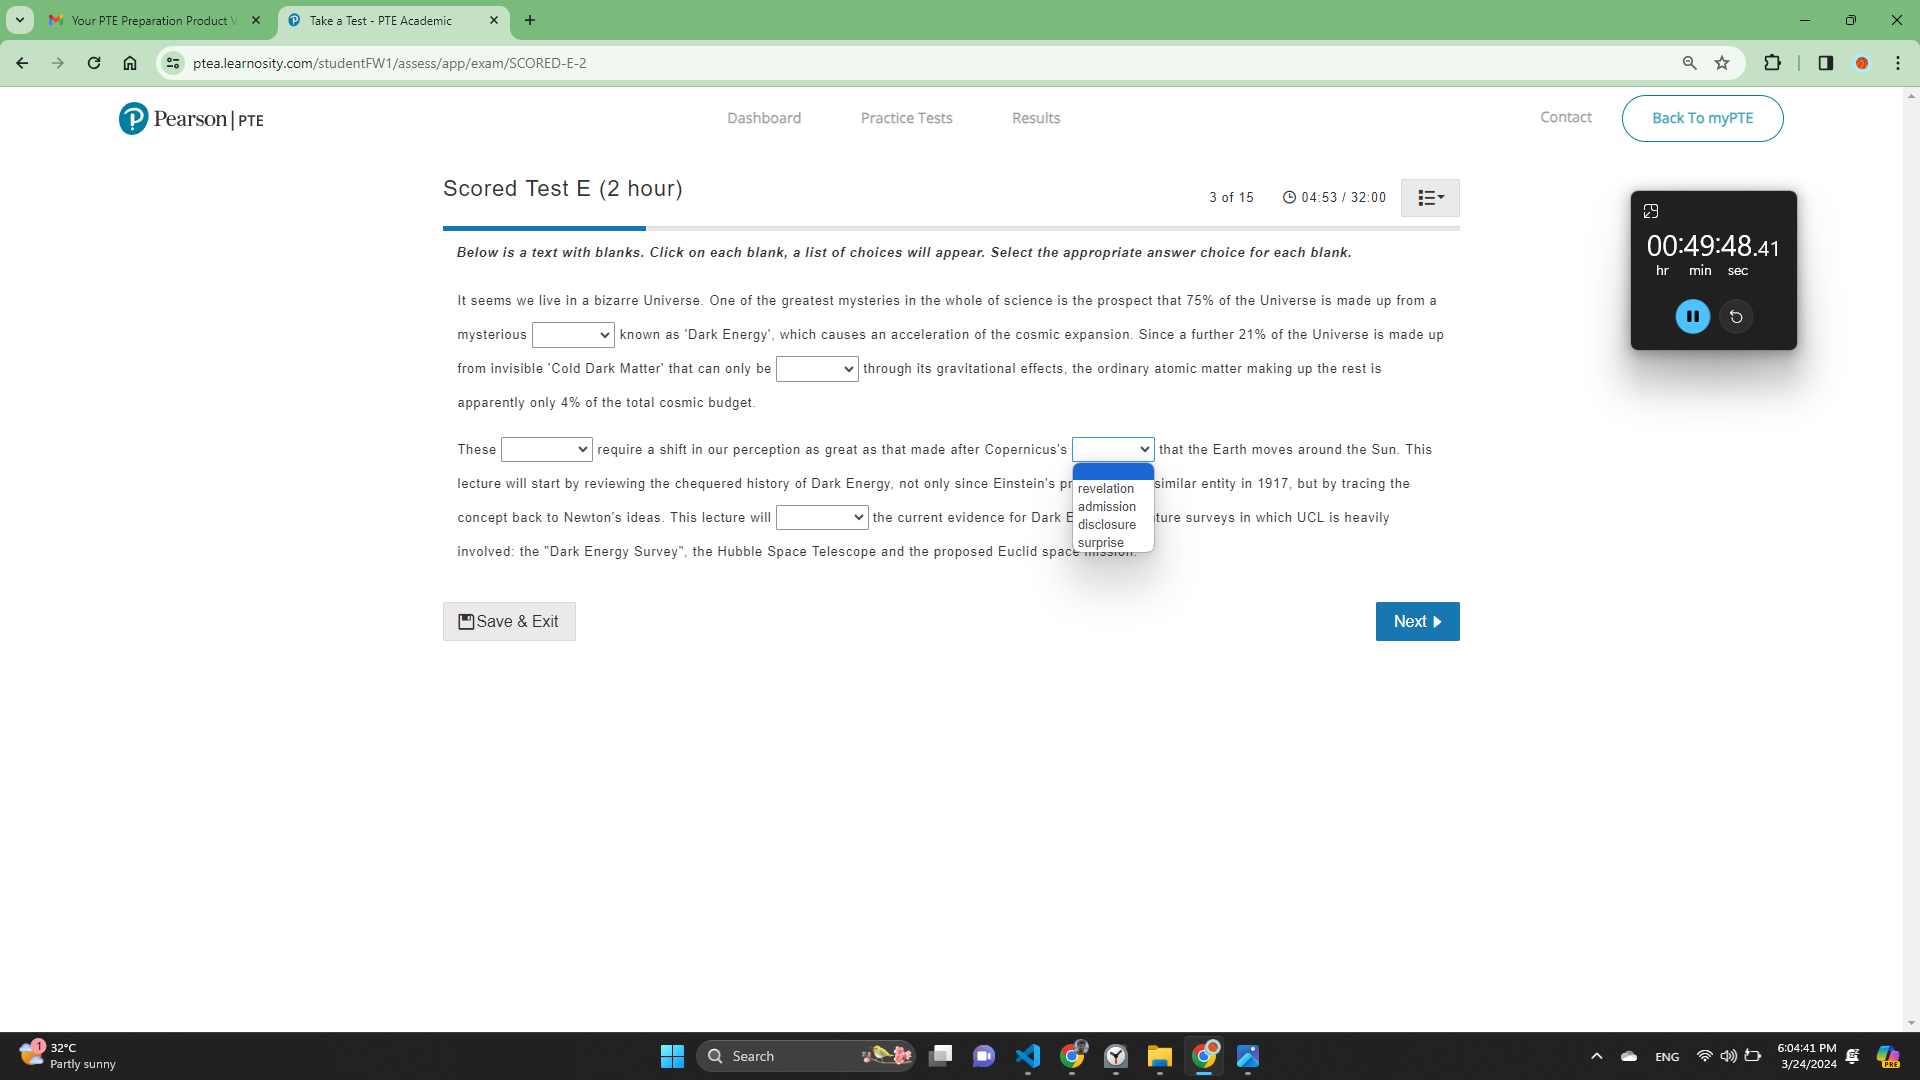 Your PTE Preparation Product V
Take a Test - PTE Academic
ptea.learnosity.com/studentFW1/assess/app/exam/SCORED-E-2
Pearson | PTE
Dashboard
Practice Tests
Results
Contact
Back To myPTE
Scored Test E (2 hour)
3 of 15
04:53 / 32:00
00:49:48.41
hr min sec
Below is a text with blanks. Click on each blank, a list of choices will appear. Select the appropriate answer choice for each blank.
It seems we live in a bizarre Universe. One of the greatest mysteries in the whole of science is the prospect that 75% of the Universe is made up from a
mysterious known as 'Dark Energy', which causes an acceleration of the cosmic expansion. Since a further 21% of the Universe is made up
from invisible 'Cold Dark Matter' that can only be through its gravitational effects, the ordinary atomic matter making up the rest is
apparently only 4% of the total cosmic budget.
These require a shift in our perception as great as that made after Copernicus's that the Earth moves around the Sun. This
lecture will start by reviewing the chequered history of Dark Energy, not only since Einstein's pr similar entity in 1917, but by tracing the
concept back to Newton's ideas. This lecture will the current evidence for Dark E ture surveys in which UCL is heavily
involved: the "Dark Energy Survey", the Hubble Space Telescope and the proposed Euclid space mission.
revelation
admission
disclosure
surprise
Save & Exit
Next
1
32°C
Partly sunny
Search
ENG
6:04:41 PM
3/24/2024
PRE